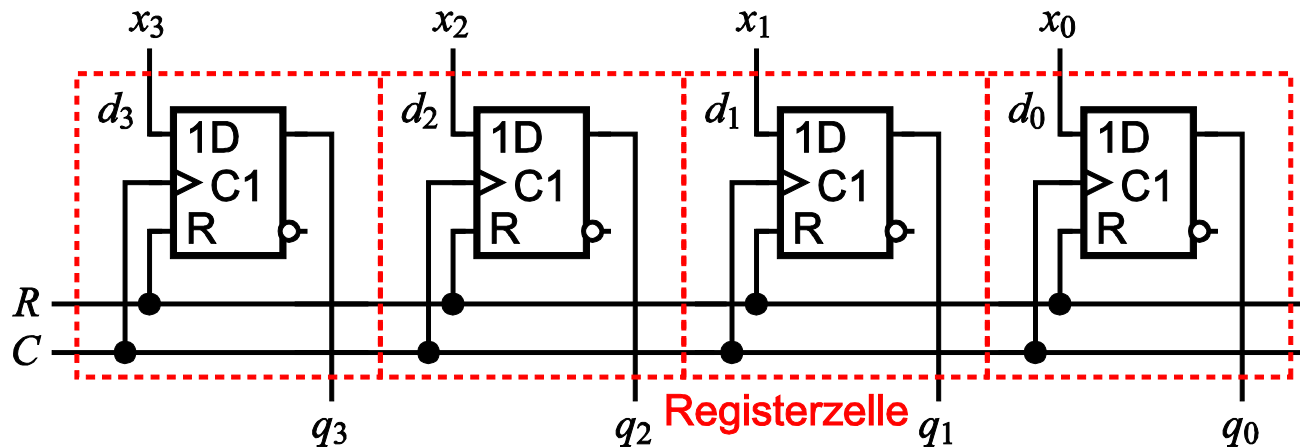 x3 x2 x1 x0
d3 d2 d1 d0
1D 1D 1D 1D
C1 C1 C1 C1
R R R R
R
C
q3 q2 Registerzelle q1 q0